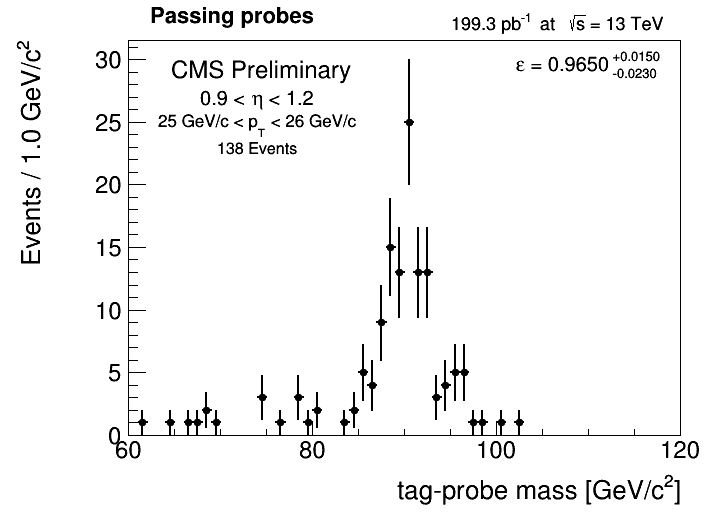 Passing probes
199.3 pb⁻¹ at √s = 13 TeV
CMS Preliminary
0.9 < η < 1.2
25 GeV/c < p_T < 26 GeV/c
138 Events
ε = 0.9650 +0.0150 -0.0230
Events / 1.0 GeV/c²
30
25
20
15
10
5
0
60 80 100 120
tag-probe mass [GeV/c²]